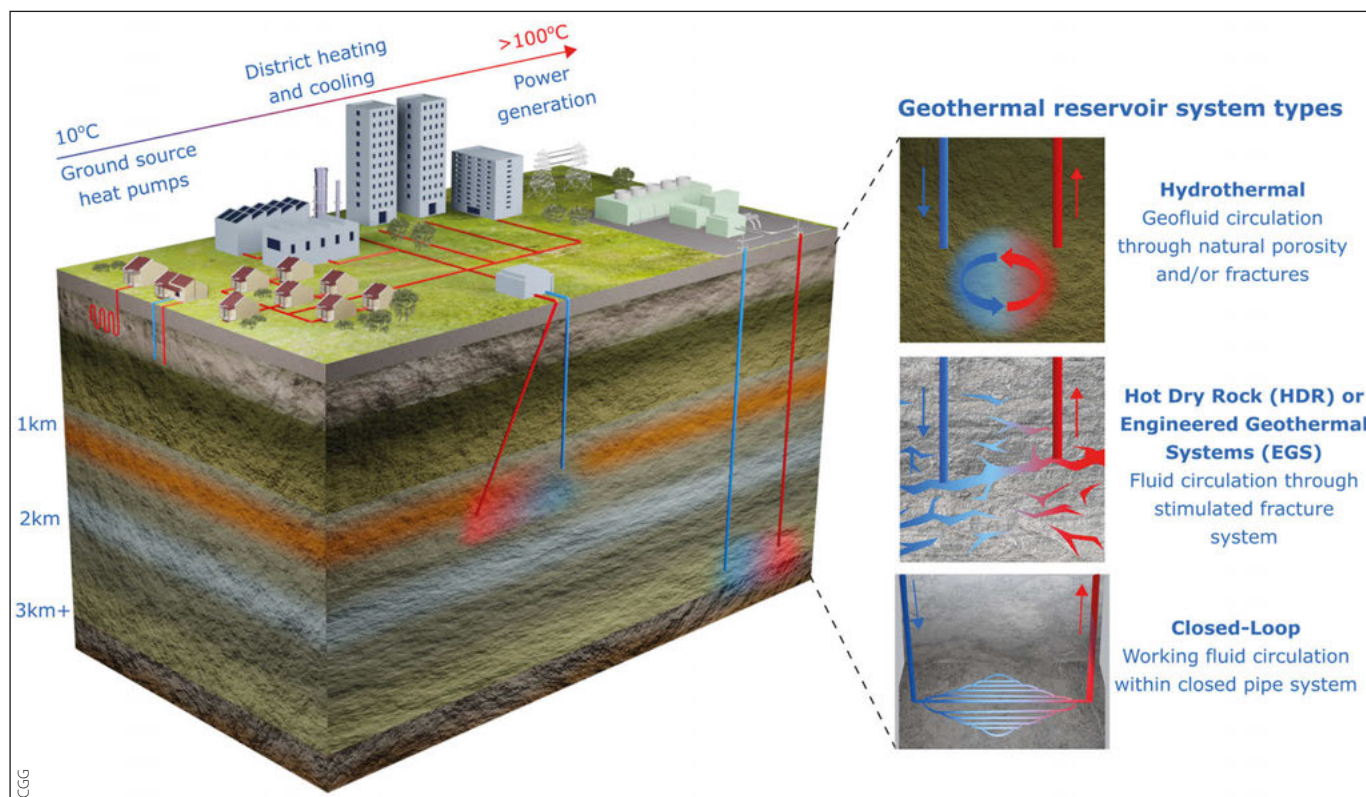 10°C
Ground source
heat pumps
District heating
and cooling
>100°C
Power
generation
1km
2km
3km+
Geothermal reservoir system types
Hydrothermal
Geofluid circulation
through natural porosity
and/or fractures
Hot Dry Rock (HDR) or
Engineered Geothermal
Systems (EGS)
Fluid circulation through
stimulated fracture
system
Closed-Loop
Working fluid circulation
within closed pipe system
CGG